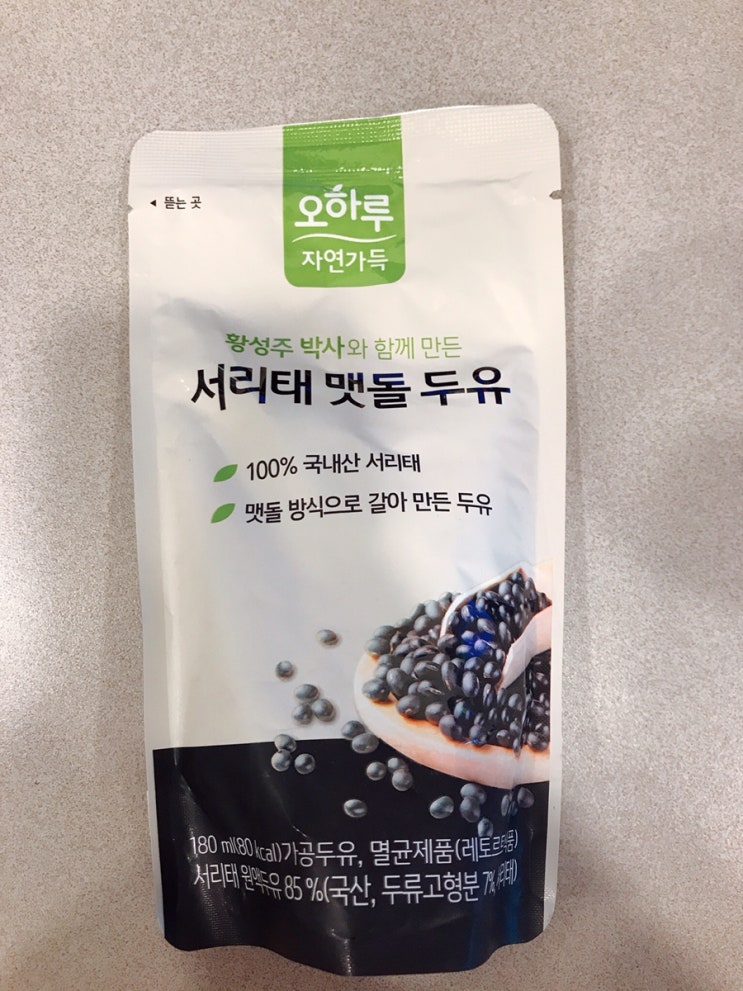 ◀ 뜯는 곳
오하루
자연가득
황성주 박사와 함께 만든
서리태 맷돌 두유
100% 국내산 서리태
맷돌 방식으로 갈아 만든 두유
180 ml(80 kcal)가공두유, 멸균제품(레토르트식품)
서리태 원액두유 85 %(국산, 두류고형분 7%, 서리태)